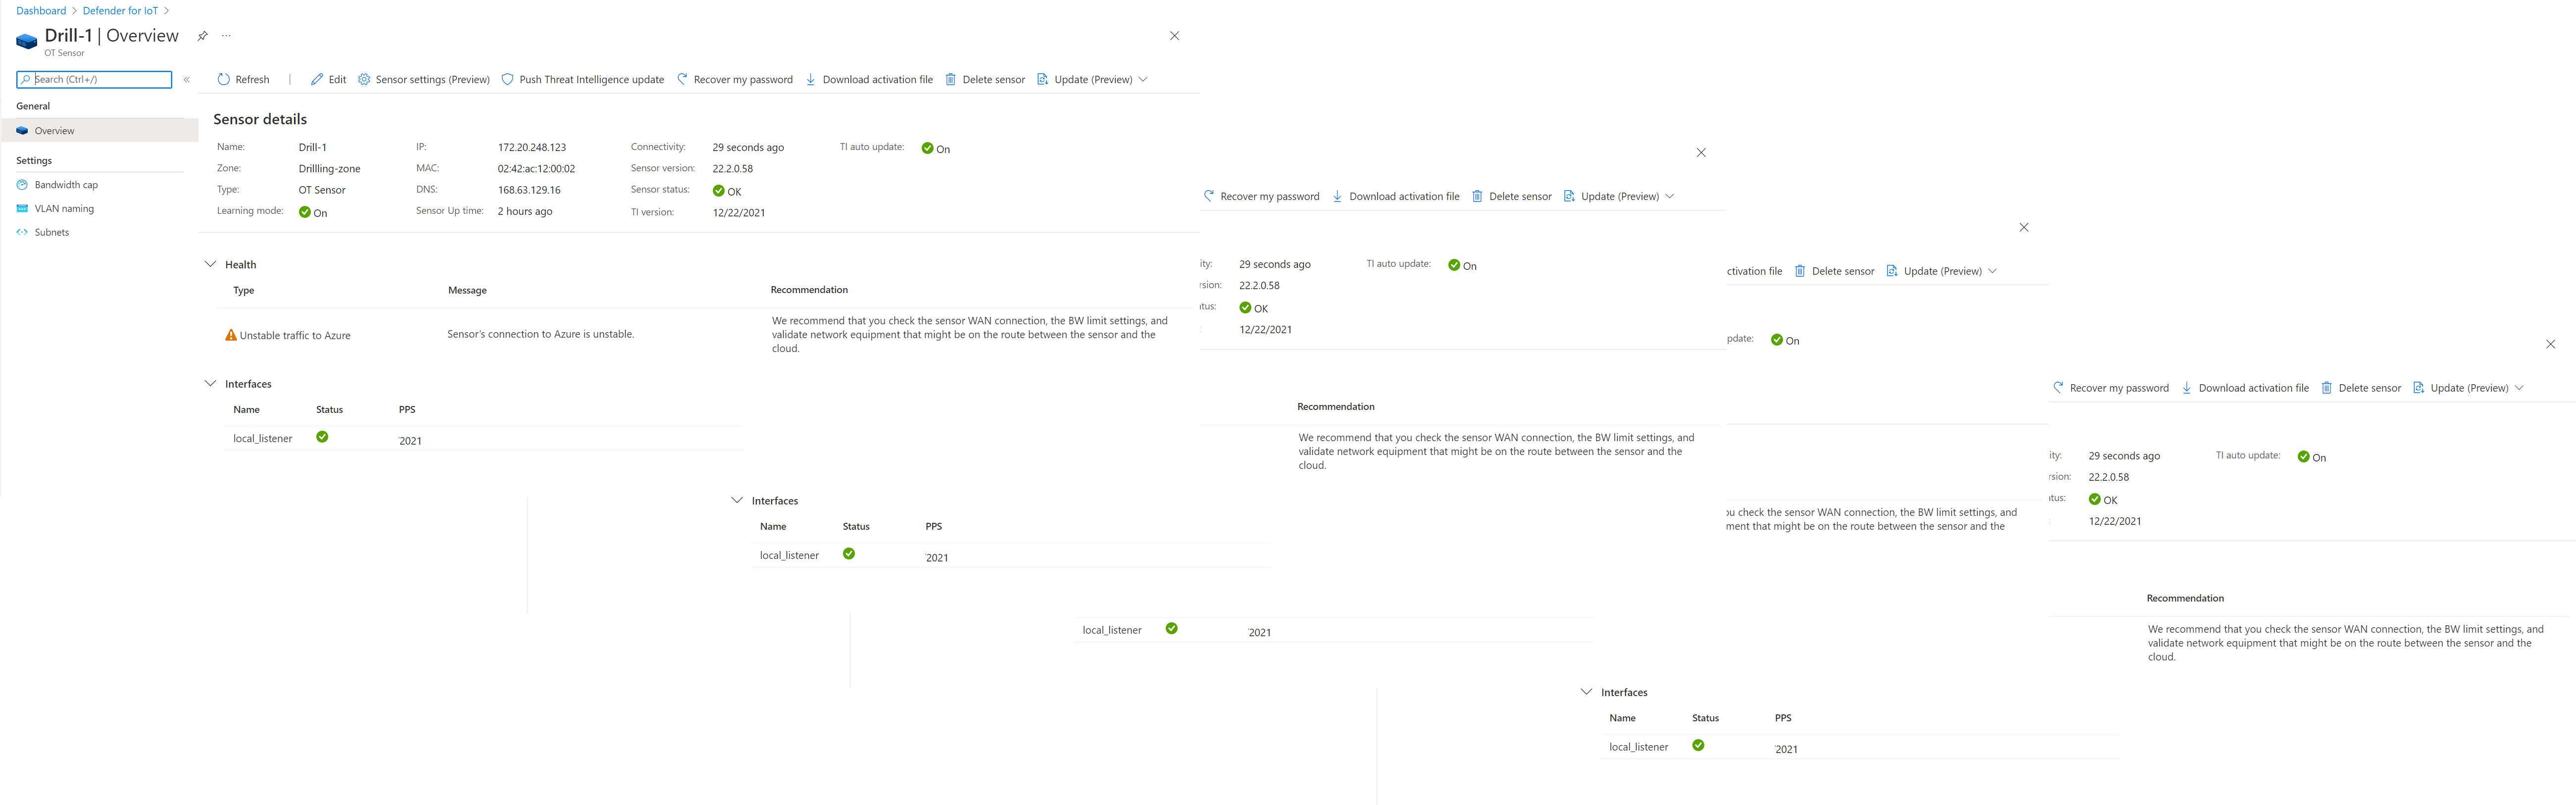 Dashboard > Defender for IoT >
Drill-1 | Overview
OT Sensor
Search (Ctrl+/)
General
Overview
Settings
Bandwidth cap
VLAN naming
Subnets
Refresh | Edit Sensor settings (Preview) Push Threat Intelligence update Recover my password Download activation file Delete sensor Update (Preview)
Sensor details
Name: Drill-1 IP: 172.20.248.123 Connectivity: 29 seconds ago TI auto update: On
Zone: Drillling-zone MAC: 02:42:ac:12:00:02 Sensor version: 22.2.0.58
Type: OT Sensor DNS: 168.63.129.16 Sensor status: OK
Learning mode: On Sensor Up time: 2 hours ago TI version: 12/22/2021
Health
Type Message Recommendation
Unstable traffic to Azure Sensor's connection to Azure is unstable. We recommend that you check the sensor WAN connection, the BW limit settings, and
validate network equipment that might be on the route between the sensor and the
cloud.
Interfaces
Name Status PPS
local_listener 2021
Recover my password Download activation file Delete sensor Update (Preview)
ity: 29 seconds ago TI auto update: On
rsion: 22.2.0.58
atus: OK
: 12/22/2021
Recommendation
We recommend that you check the sensor WAN connection, the BW limit settings, and
validate network equipment that might be on the route between the sensor and the
cloud.
Interfaces
Name Status PPS
local_listener 2021
ctivation file Delete sensor Update (Preview)
pdate: On
ou check the sensor WAN connection, the BW limit settings, and
ment that might be on the route between the sensor and the
local_listener 2021
Recover my password Download activation file Delete sensor Update (Preview)
ity: 29 seconds ago TI auto update: On
rsion: 22.2.0.58
atus: OK
: 12/22/2021
Recommendation
We recommend that you check the sensor WAN connection, the BW limit settings, and
validate network equipment that might be on the route between the sensor and the
cloud.
Interfaces
Name Status PPS
local_listener 2021